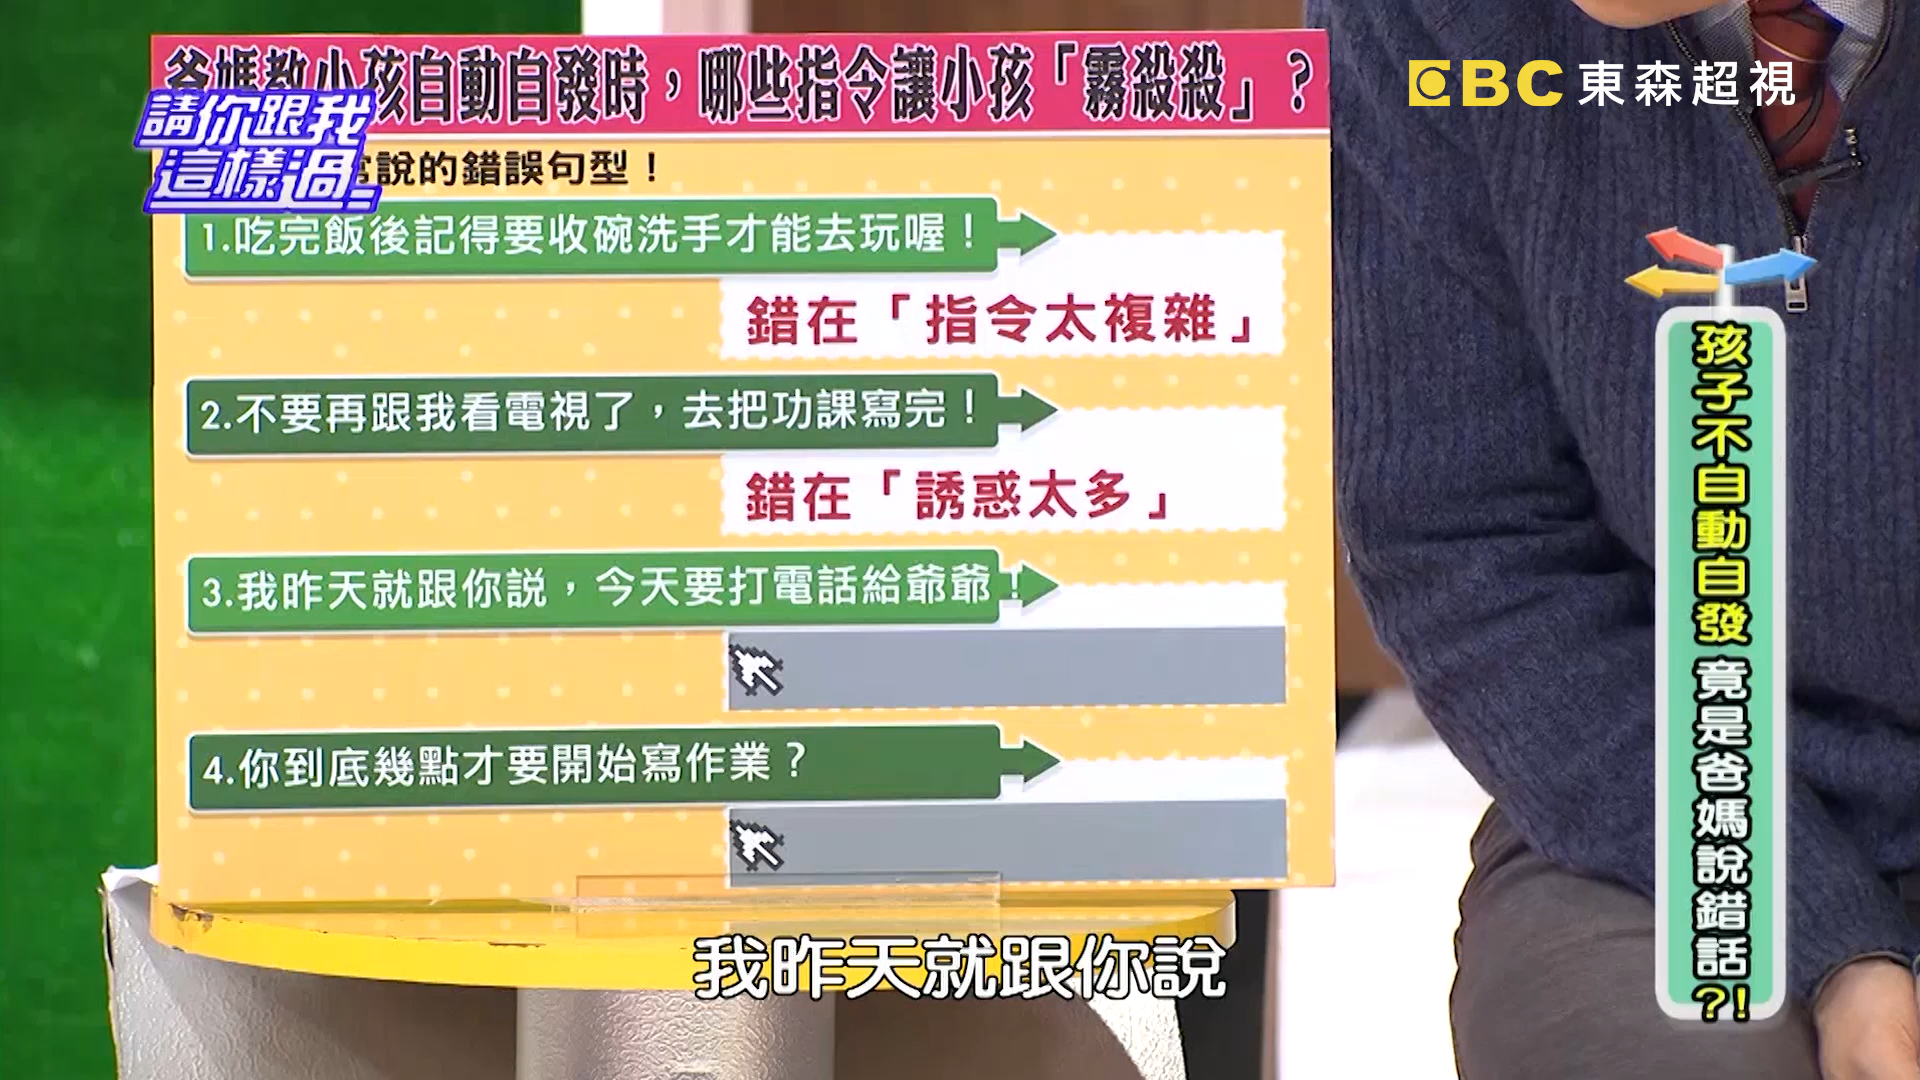 爸媽教小孩自動自發時，哪些指令讓小孩「霧殺殺」？
EBC 東森超視
請你跟我
這樣過
常說的錯誤句型！
1.吃完飯後記得要收碗洗手才能去玩喔！
錯在「指令太複雜」
2.不要再跟我看電視了，去把功課寫完！
錯在「誘惑太多」
3.我昨天就跟你説，今天要打電話給爺爺！
4.你到底幾點才要開始寫作業？
孩子不自動自發 竟是爸媽說錯話?!
我昨天就跟你說